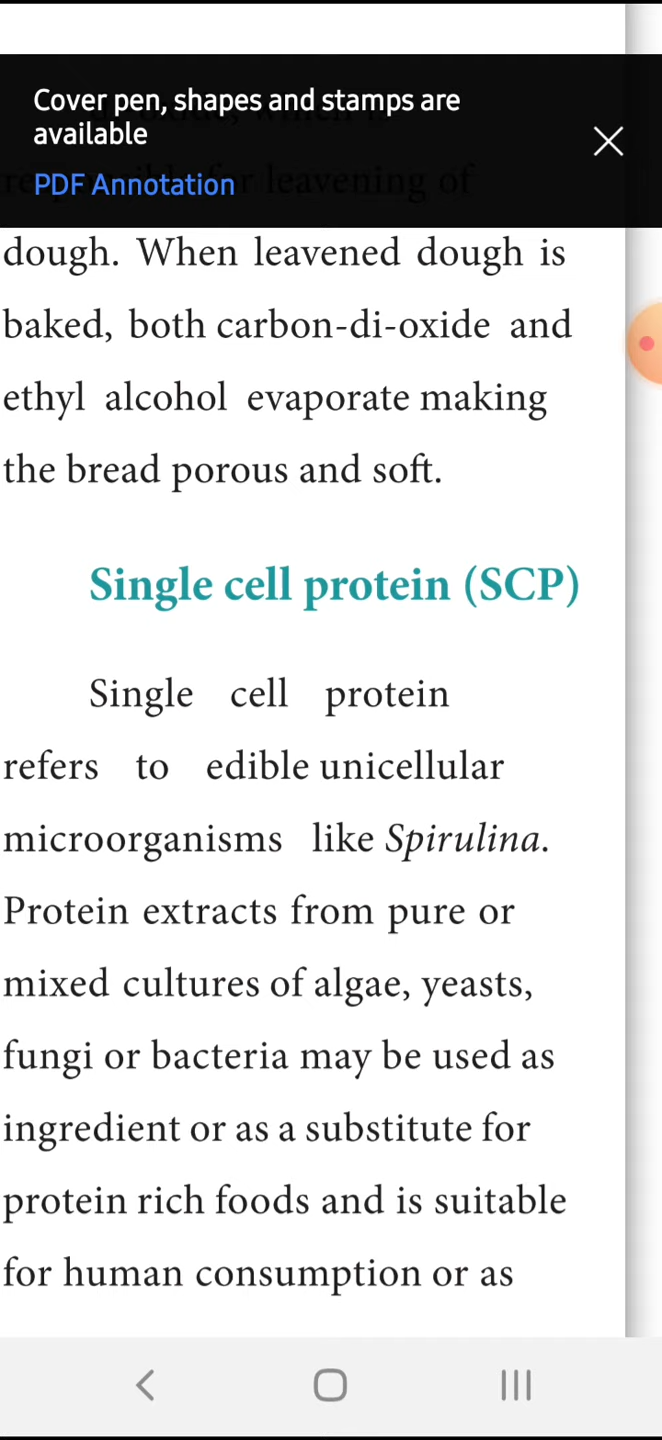 Cover pen, shapes and stamps are
available
PDF Annotation
leavening of
dough. When leavened dough is
baked, both carbon-di-oxide and
ethyl alcohol evaporate making
the bread porous and soft.
Single cell protein (SCP)
Single cell protein
refers to edible unicellular
microorganisms like Spirulina.
Protein extracts from pure or
mixed cultures of algae, yeasts,
fungi or bacteria may be used as
ingredient or as a substitute for
protein rich foods and is suitable
for human consumption or as